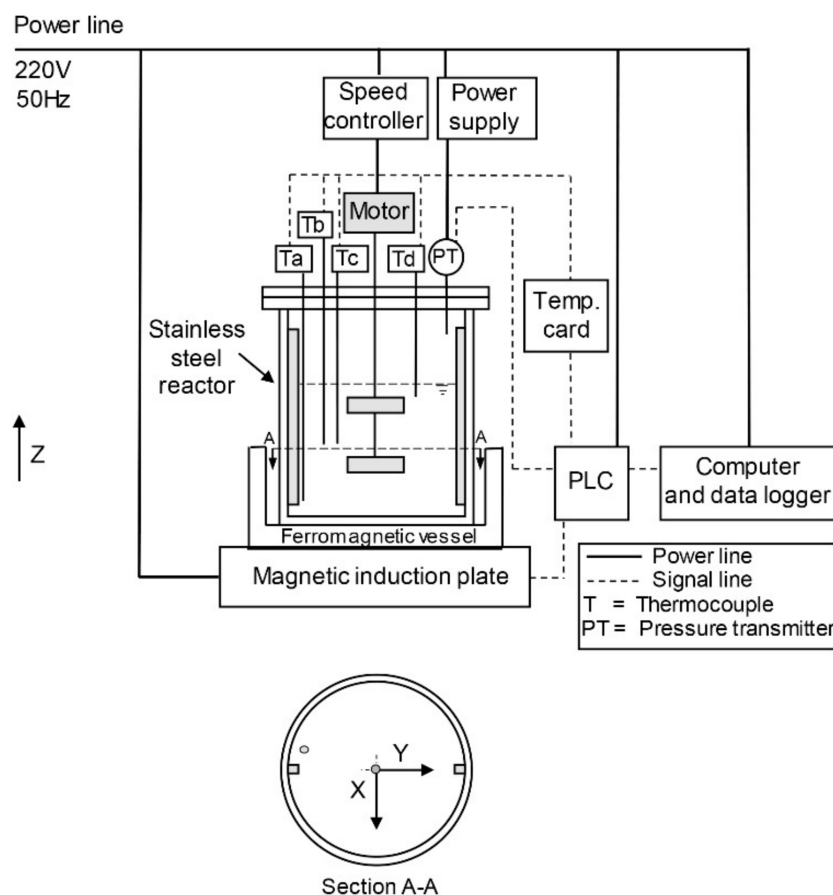 Power line
220V
50Hz
Speed
controller
Power
supply
Motor
Tb
Ta
Tc
Td
PT
Temp.
card
Stainless
steel
reactor
Z
A
A
PLC
Computer
and data logger
Ferromagnetic vessel
Magnetic induction plate
Power line
Signal line
T = Thermocouple
PT = Pressure transmitter
Y
X
Section A-A